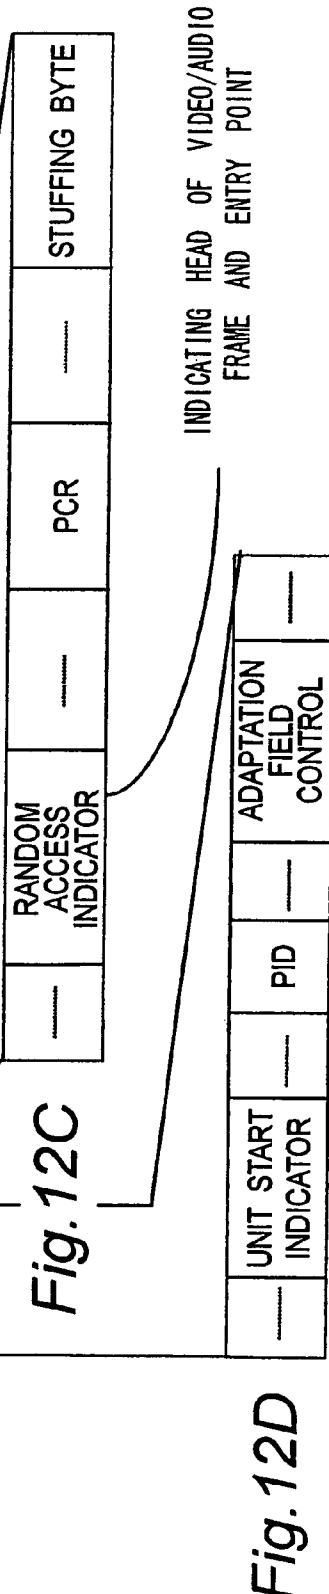 Fig.12C
RANDOM
ACCESS
INDICATOR
PCR
STUFFING BYTE
INDICATING HEAD OF VIDEO/AUDIO
FRAME AND ENTRY POINT
Fig.12D
UNIT START
INDICATOR
PID
ADAPTATION
FIELD
CONTROL